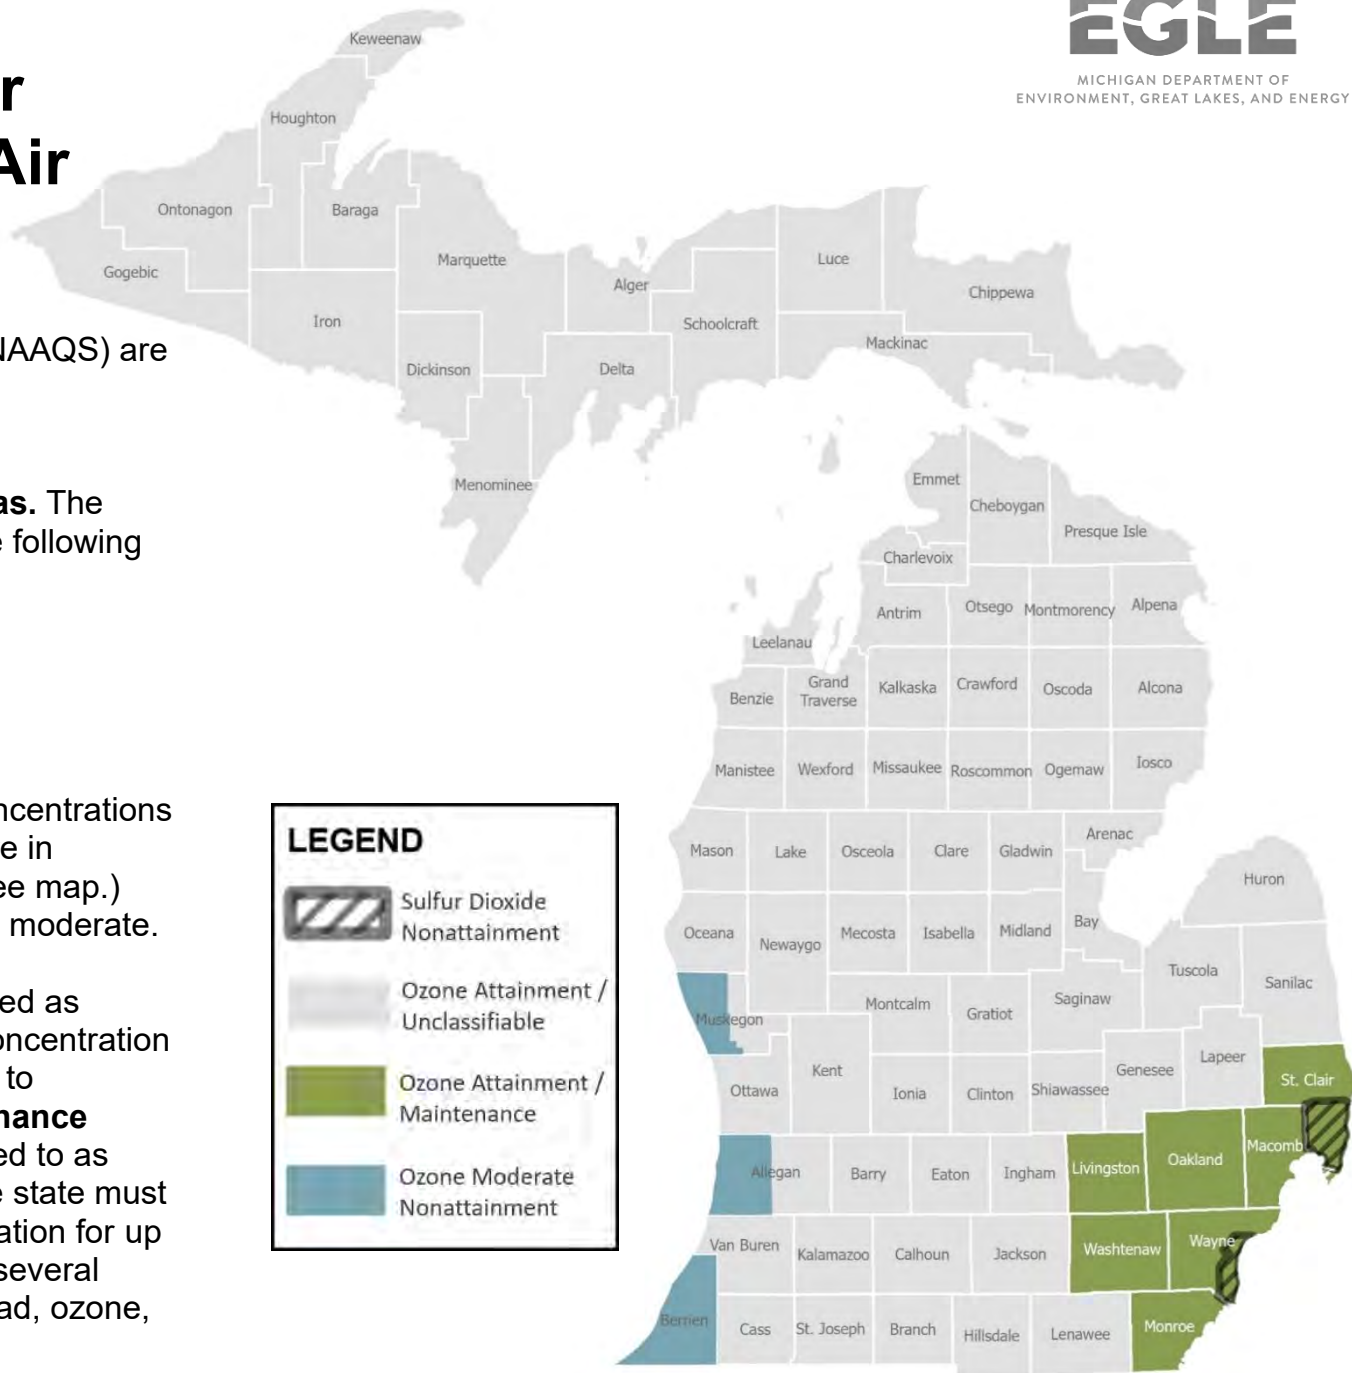 EGLE
MICHIGAN DEPARTMENT OF
ENVIRONMENT, GREAT LAKES, AND ENERGY
r
Air
NAAQS) are
as. The
e following
ncentrations
e in
ee map.)
moderate.
ed as
oncentration
to
nance
ed to as
e state must
ation for up
several
ad, ozone,
Keweenaw
Houghton
Ontonagon
Baraga
Gogebic
Marquette
Alger
Luce
Chippewa
Iron
Schoolcraft
Mackinac
Dickinson
Delta
Menominee
Emmet
Cheboygan
Presque Isle
Charlevoix
Antrim
Otsego
Montmorency
Alpena
Leelanau
Benzie
Grand
Traverse
Kalkaska
Crawford
Oscoda
Alcona
Manistee
Wexford
Missaukee
Roscommon
Ogemaw
Iosco
Mason
Lake
Osceola
Clare
Gladwin
Arenac
Huron
Oceana
Newaygo
Mecosta
Isabella
Midland
Bay
Tuscola
Sanilac
Muskegon
Montcalm
Gratiot
Saginaw
Ottawa
Kent
Ionia
Clinton
Shiawassee
Genesee
Lapeer
St. Clair
Allegan
Barry
Eaton
Ingham
Livingston
Oakland
Macomb
Van Buren
Kalamazoo
Calhoun
Jackson
Washtenaw
Wayne
Berrien
Cass
St. Joseph
Branch
Hillsdale
Lenawee
Monroe
LEGEND
Sulfur Dioxide
Nonattainment
Ozone Attainment /
Unclassifiable
Ozone Attainment /
Maintenance
Ozone Moderate
Nonattainment